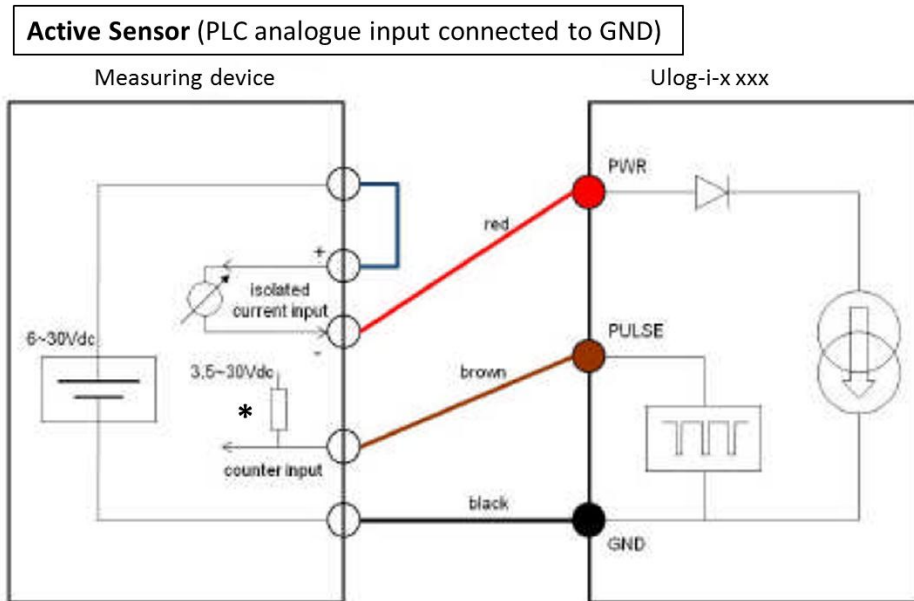 Active Sensor (PLC analogue input connected to GND)
Measuring device
Ulog-i-x xxx
PWR
red
+
isolated
current input
-
6~30Vdc
PULSE
3,5~30Vdc
brown
*
counter input
black
GND